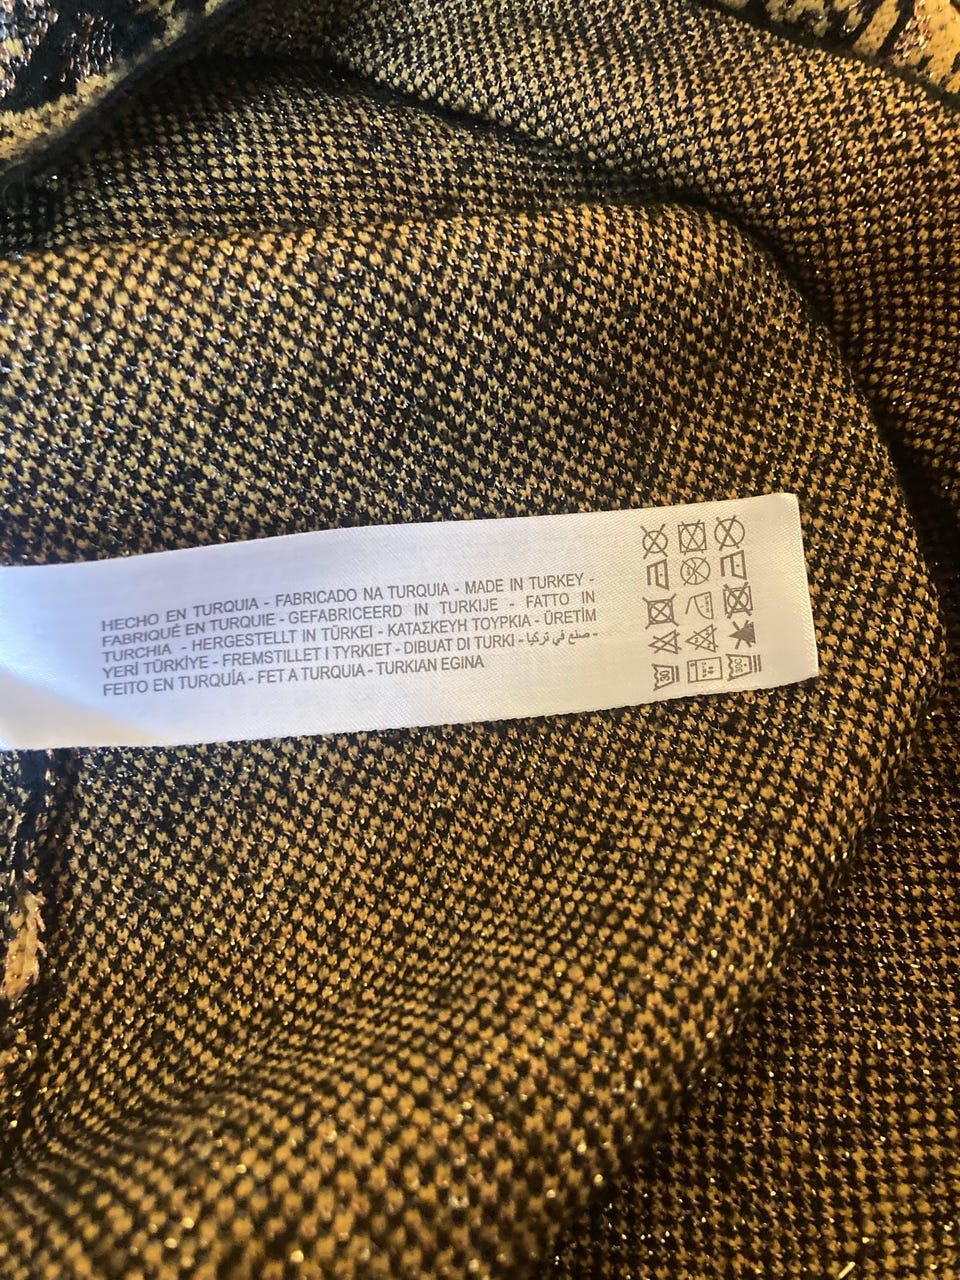 HECHO EN TURQUIA - FABRICADO NA TURQUIA - MADE IN TURKEY -
FABRIQUÉ EN TURQUIE - GEFABRICEERD IN TURKIJE - FATTO IN
TURCHIA - HERGESTELLT IN TÜRKEI - ΚΑΤΑΣΚΕΥΗ ΤΟΥΡΚΙΑ - ÜRETİM
YERİ TÜRKİYE - FREMSTILLET I TYRKIET - DIBUAT DI TURKI - صنع في تركيا -
FEITO EN TURQUÍA - FET A TURQUIA - TURKIAN EGINA
30